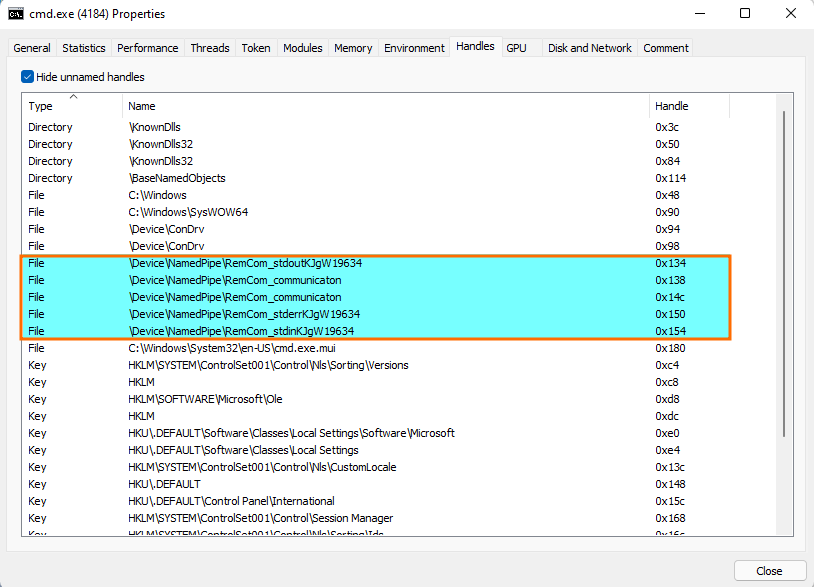 cmd.exe (4184) Properties
General Statistics Performance Threads Token Modules Memory Environment Handles GPU Disk and Network Comment
Hide unnamed handles
Type Name Handle
Directory \KnownDlls 0x3c
Directory \KnownDlls32 0x50
Directory \KnownDlls32 0x84
Directory \BaseNamedObjects 0x114
File C:\Windows 0x48
File C:\Windows\SysWOW64 0x90
File \Device\ConDrv 0x94
File \Device\ConDrv 0x98
File \Device\NamedPipe\RemCom_stdoutKJgW19634 0x134
File \Device\NamedPipe\RemCom_communicaton 0x138
File \Device\NamedPipe\RemCom_communicaton 0x14c
File \Device\NamedPipe\RemCom_stderrKJgW19634 0x150
File \Device\NamedPipe\RemCom_stdinKJgW19634 0x154
File C:\Windows\System32\en-US\cmd.exe.mui 0x180
Key HKLM\SYSTEM\ControlSet001\Control\Nls\Sorting\Versions 0xc4
Key HKLM 0xc8
Key HKLM\SOFTWARE\Microsoft\Ole 0xd8
Key HKLM 0xdc
Key HKU\.DEFAULT\Software\Classes\Local Settings\Software\Microsoft 0xe0
Key HKU\.DEFAULT\Software\Classes\Local Settings 0xe4
Key HKLM\SYSTEM\ControlSet001\Control\Nls\CustomLocale 0x13c
Key HKU\.DEFAULT 0x148
Key HKU\.DEFAULT\Control Panel\International 0x15c
Key HKLM\SYSTEM\ControlSet001\Control\Session Manager 0x168
Key HKLM\SYSTEM\ControlSet001\Control\Nls\Sorting\Ids 0x16c
Close